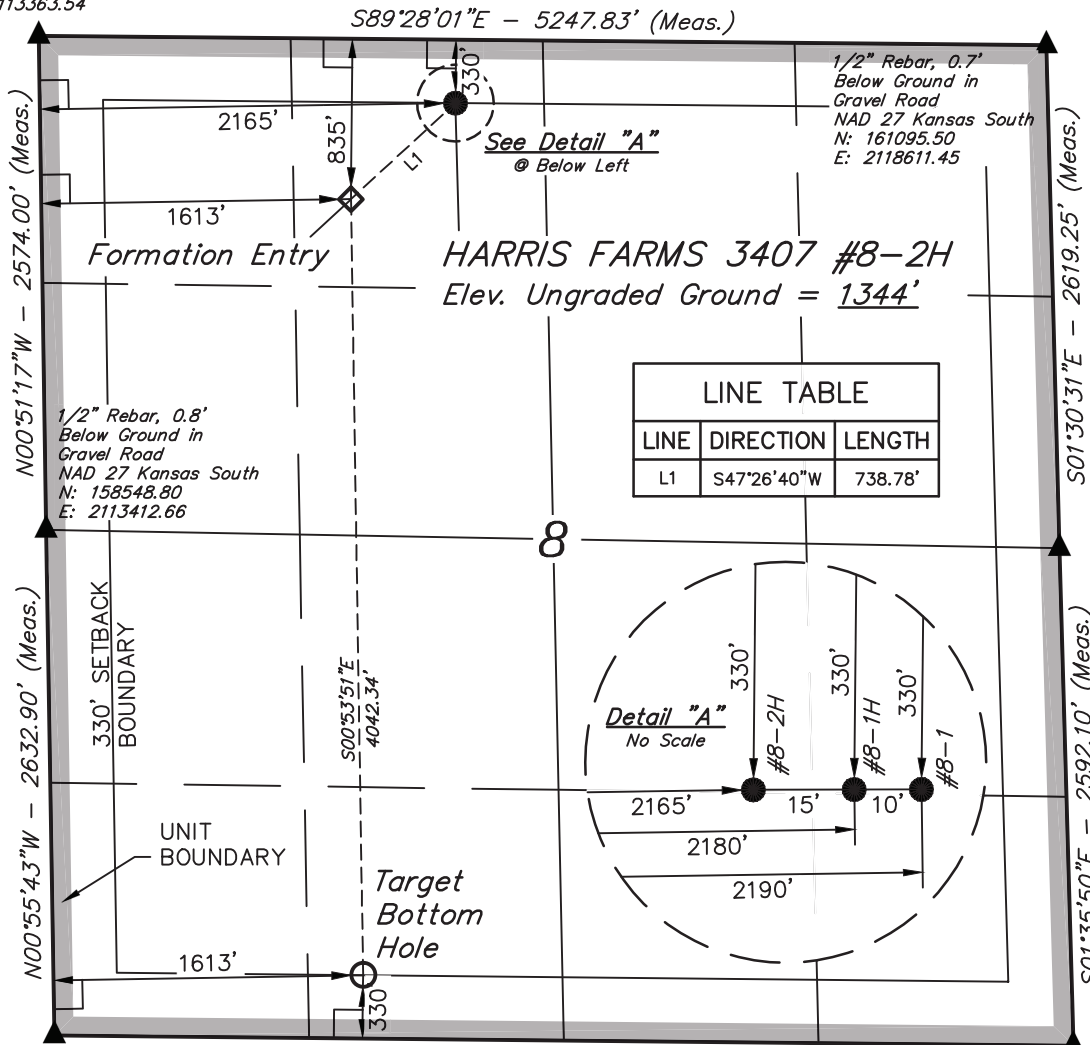 S89°28'01"E - 5247.83' (Meas.)
N00°51'17"W - 2574.00' (Meas.)
330'
2165'
835'
L1
See Detail "A"
@ Below Left
1/2" Rebar, 0.7'
Below Ground in
Gravel Road
NAD 27 Kansas South
N: 161095.50
E: 2118611.45
S01°30'31"E - 2619.25' (Meas.)
1613'
Formation Entry
HARRIS FARMS 3407 #8-2H
Elev. Ungraded Ground = 1344'
LINE TABLE
LINE DIRECTION LENGTH
L1 S47°26'40"W 738.78'
1/2" Rebar, 0.8'
Below Ground in
Gravel Road
NAD 27 Kansas South
N: 158548.80
E: 2113412.66
8
N00°55'43"W - 2632.90' (Meas.)
330' SETBACK
BOUNDARY
S00°53'51"E
4042.34'
Detail "A"
No Scale
330'
#8-2H
330'
#8-1H
330'
#8-1
2165'
15'
10'
2180'
2190'
S01°35'50"E - 2592.10' (Meas.)
UNIT
BOUNDARY
Target
Bottom
Hole
1613'
330